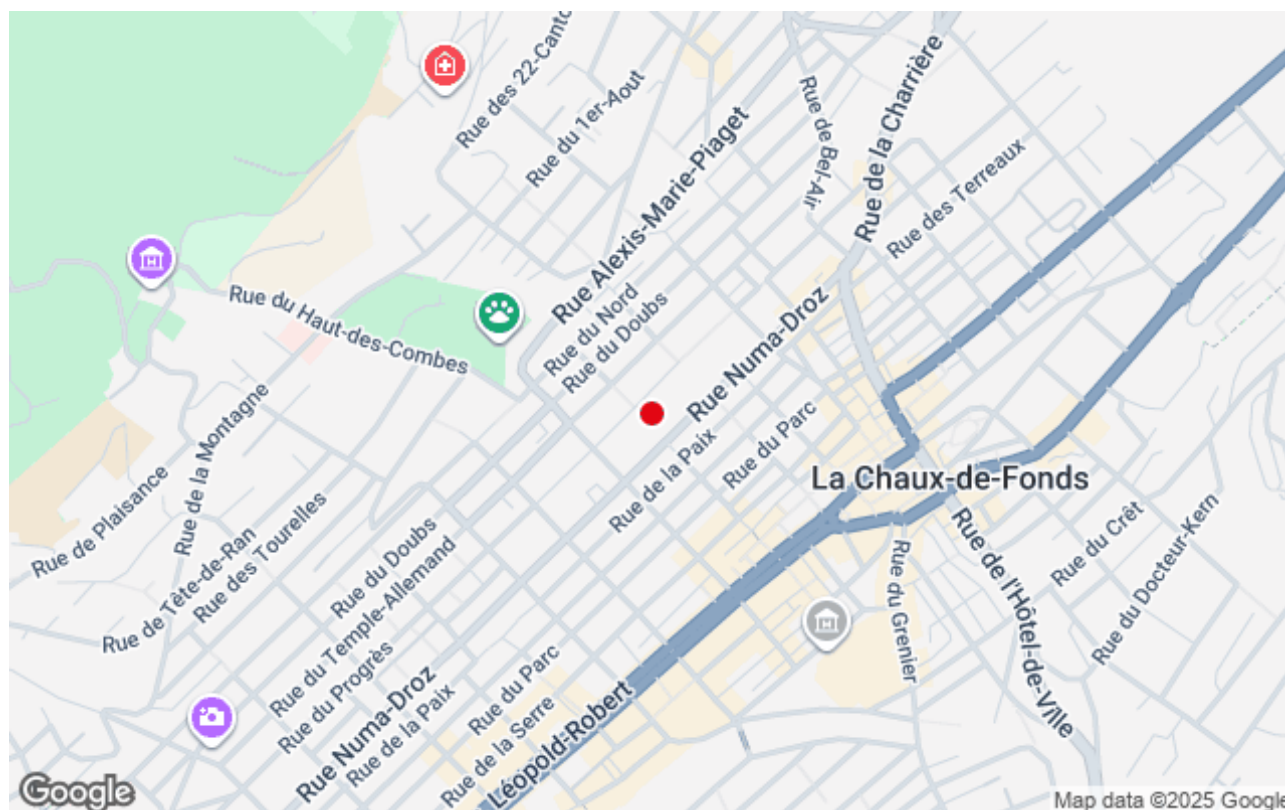 Rue des 22-Canto
Rue du 1er-Aout
Rue Alexis-Marie-Piaget
Rue de Bel-Air
Rue de la Charrière
Rue des Terreaux
Rue du Haut-des-Combes
Rue du Nord
Rue du Doubs
Rue Numa-Droz
Rue de la Montagne
Rue de la Paix
Rue du Parc
La Chaux-de-Fonds
Rue de Plaisance
Rue des Tourelles
Rue de Tête-de-Ran
Rue du Doubs
Rue du Temple-Allemand
Rue du Progrès
Rue Numa-Droz
Rue de la Paix
Rue du Parc
Rue de la Serre
Léopold-Robert
Rue du Grenier
Rue de l'Hôtel-de-Ville
Rue du Crêt
Rue du Docteur-Kern
Google
Map data ©2025 Google